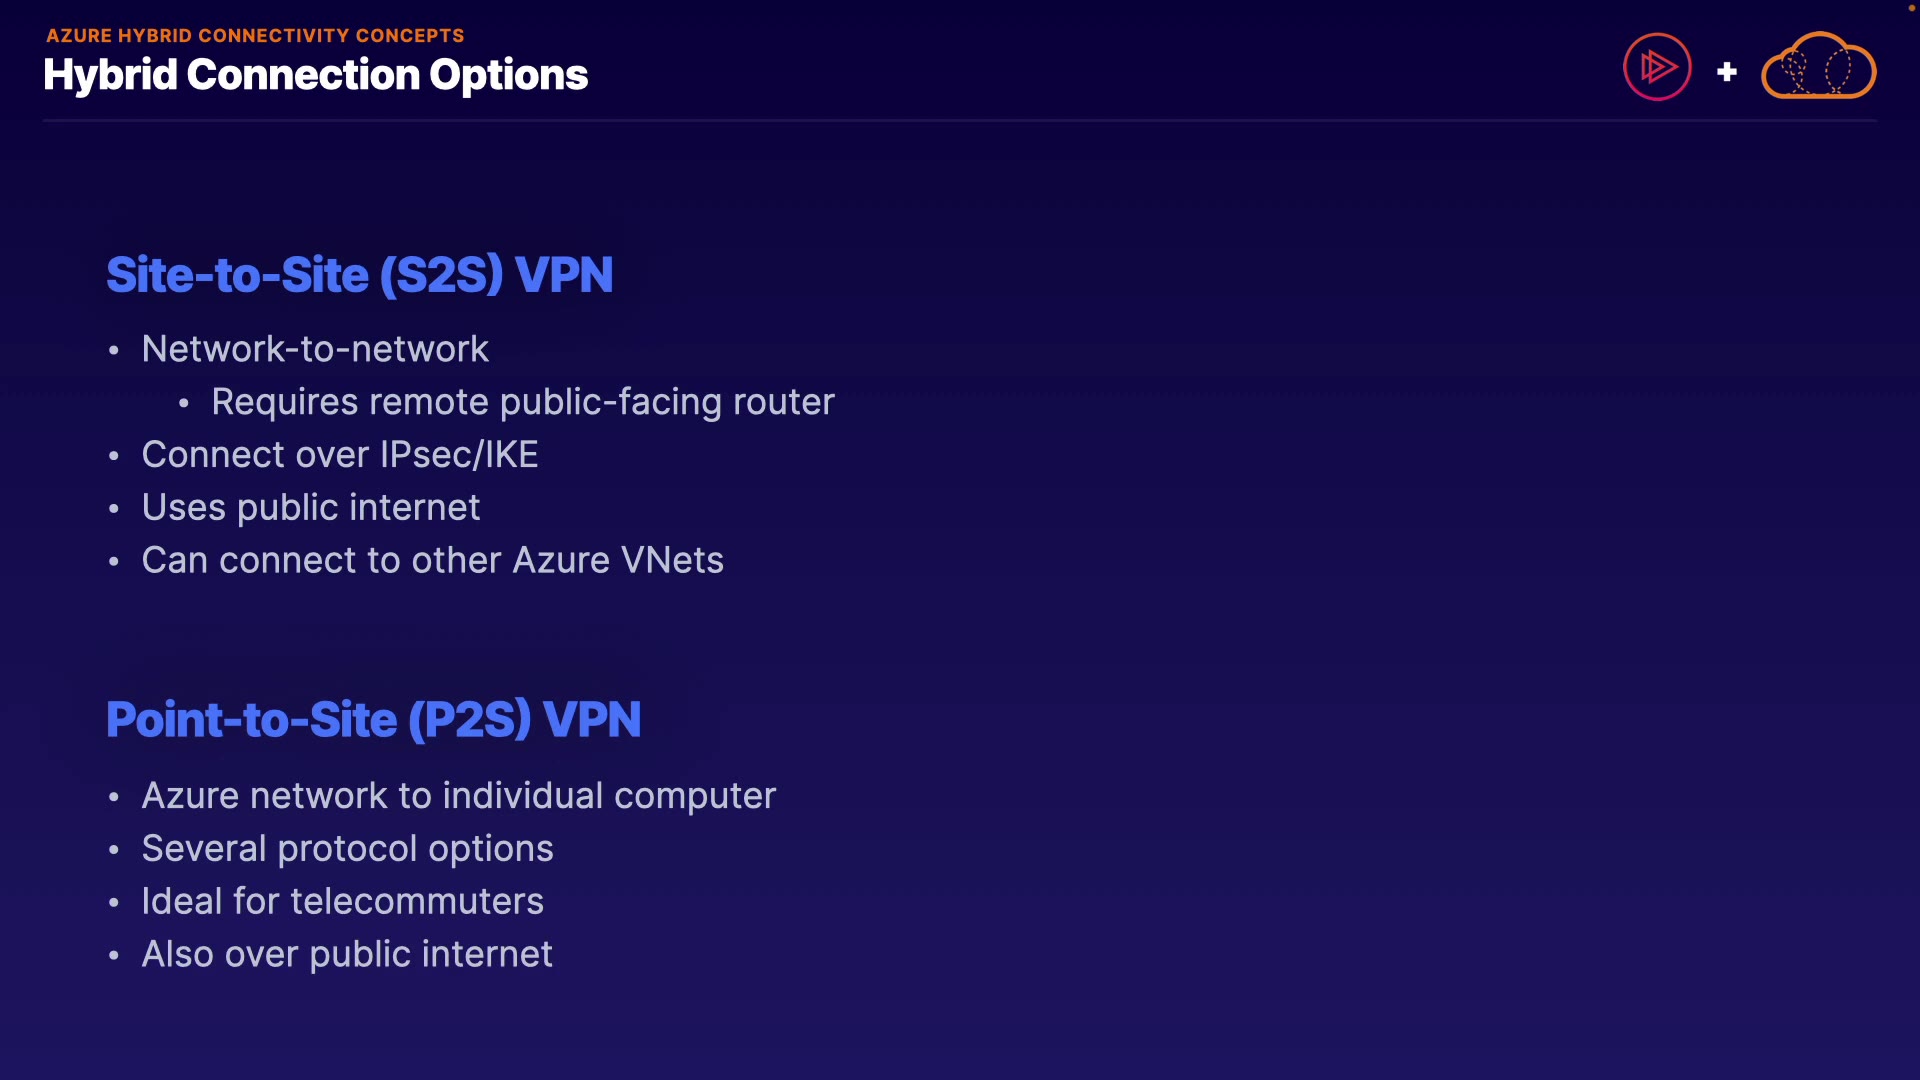 AZURE HYBRID CONNECTIVITY CONCEPTS
Hybrid Connection Options
+
Site-to-Site (S2S) VPN
• Network-to-network
• Requires remote public-facing router
• Connect over IPsec/IKE
• Uses public internet
• Can connect to other Azure VNets
Point-to-Site (P2S) VPN
• Azure network to individual computer
• Several protocol options
• Ideal for telecommuters
• Also over public internet